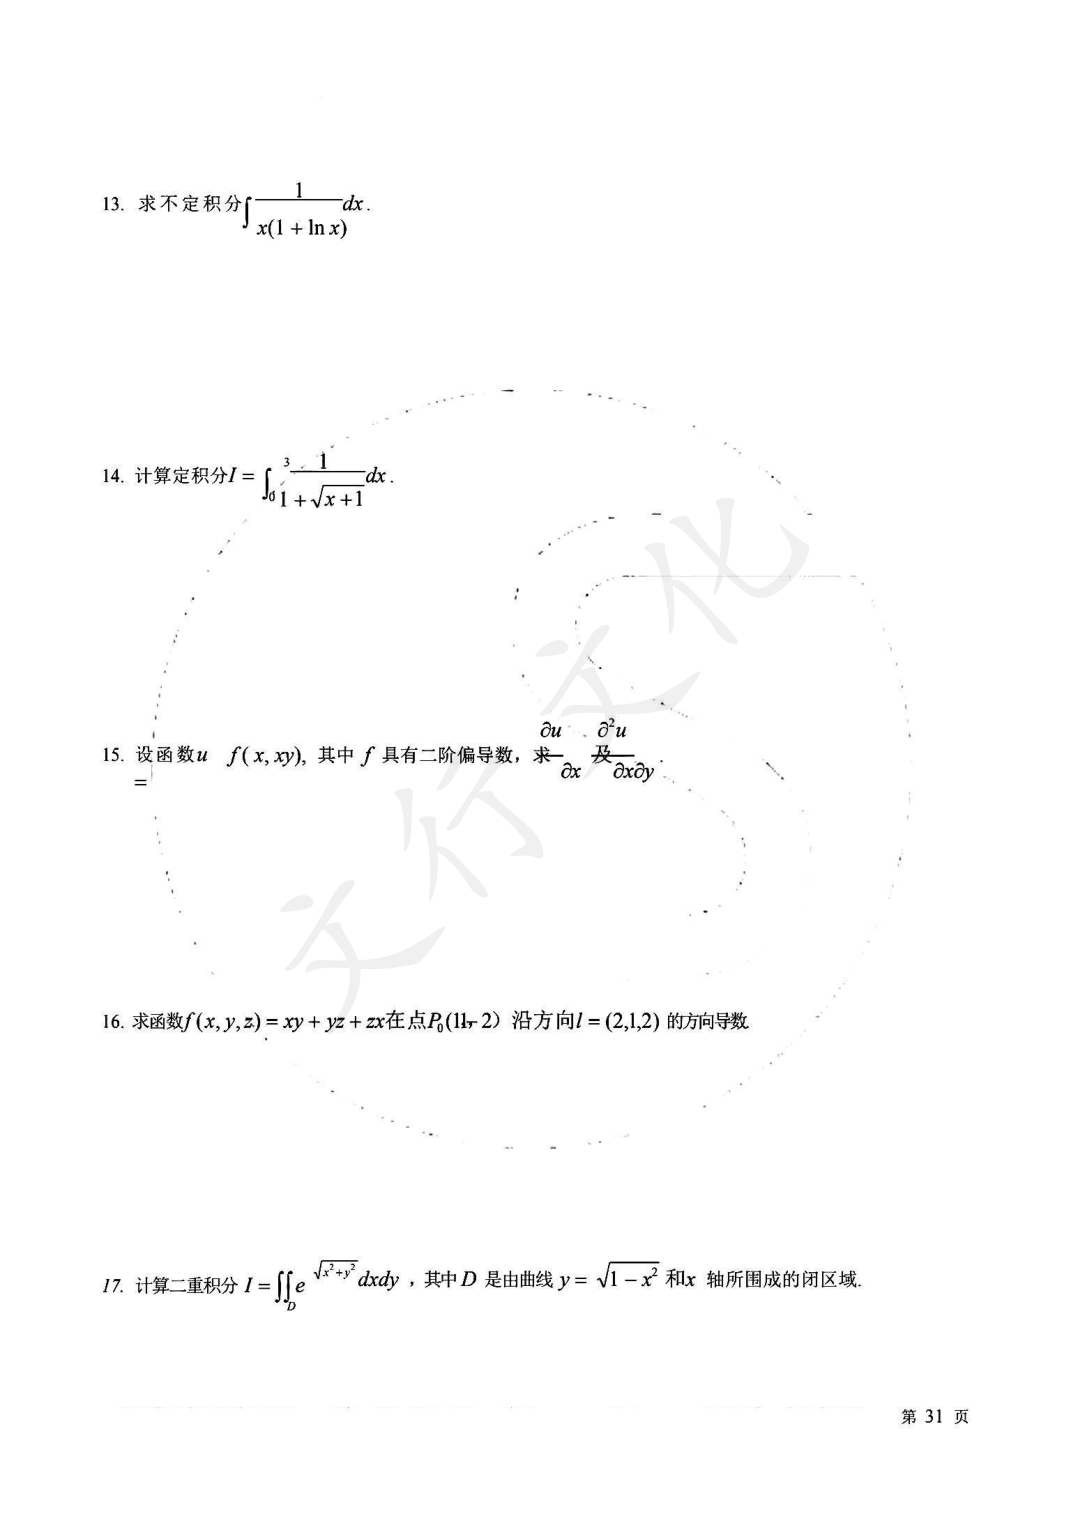 13. 求不定积分∫ 1/(x(1 + ln x)) dx .
14. 计算定积分I = ∫₀³ 1/(1 + √(x + 1)) dx .
15. 设函数u = f(x, xy), 其中 f 具有二阶偏导数，求 ∂u/∂x 及 ∂²u/∂x∂y .
16. 求函数f(x, y, z) = xy + yz + zx在点P₀(1,1,-2) 沿方向l = (2,1,2) 的方向导数.
17. 计算二重积分 I = ∬_D e^√(x²+y²) dxdy ，其中 D 是由曲线 y = √(1 − x²) 和x 轴所围成的闭区域.
文行文化
第 31 页